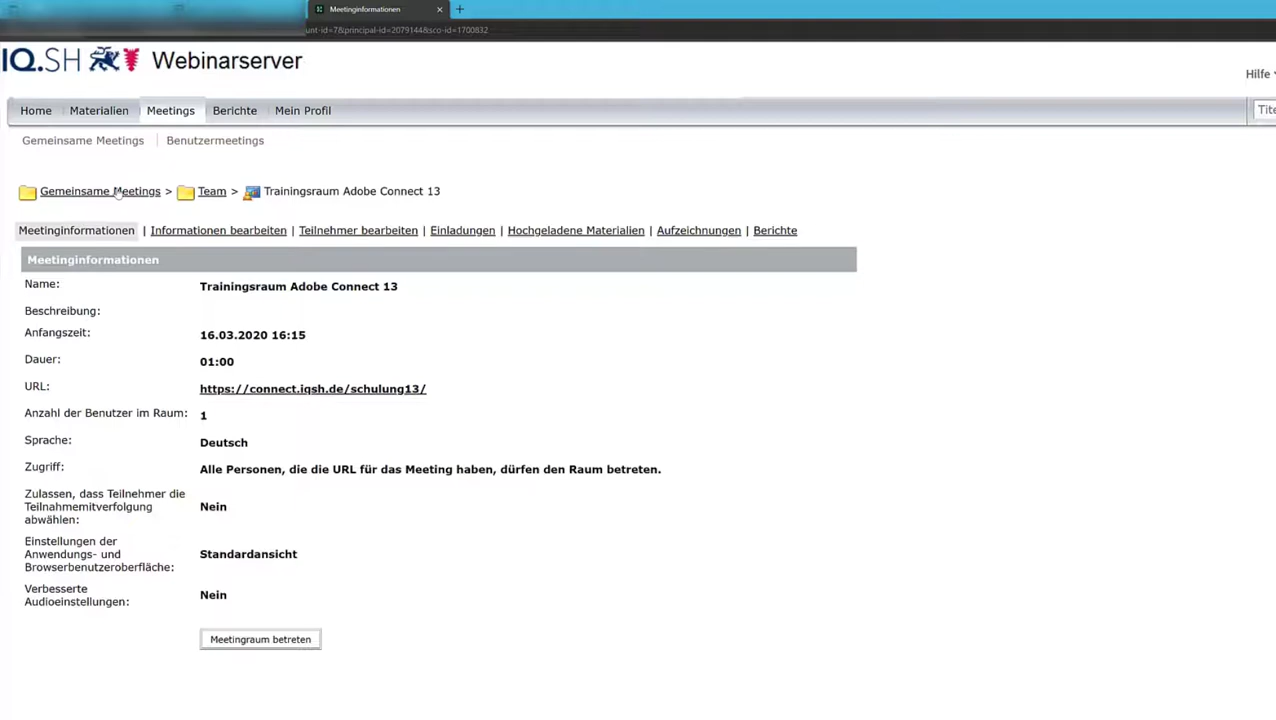 Meetinginformationen × +
unt-id=7&principal-id=2079144&sco-id=1700832
IQ.SH Webinarserver
Hilfe
Home Materialien Meetings Berichte Mein Profil
Gemeinsame Meetings | Benutzermeetings
Gemeinsame Meetings > Team > Trainingsraum Adobe Connect 13
Meetinginformationen | Informationen bearbeiten | Teilnehmer bearbeiten | Einladungen | Hochgeladene Materialien | Aufzeichnungen | Berichte
Meetinginformationen
Name: Trainingsraum Adobe Connect 13
Beschreibung:
Anfangszeit: 16.03.2020 16:15
Dauer: 01:00
URL: https://connect.iqsh.de/schulung13/
Anzahl der Benutzer im Raum: 1
Sprache: Deutsch
Zugriff: Alle Personen, die die URL für das Meeting haben, dürfen den Raum betreten.
Zulassen, dass Teilnehmer die
Teilnahmemitverfolgung Nein
abwählen:
Einstellungen der
Anwendungs- und Standardansicht
Browserbenutzeroberfläche:
Verbesserte Nein
Audioeinstellungen:
Meetingraum betreten